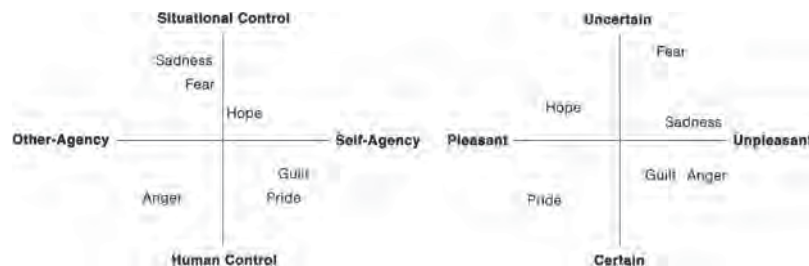 Situational Control
Sadness
Fear
Hope
Other-Agency
Self-Agency
Guilt
Anger
Pride
Human Control
Uncertain
Fear
Hope
Sadness
Pleasant
Unpleasant
Guilt Anger
Pride
Certain